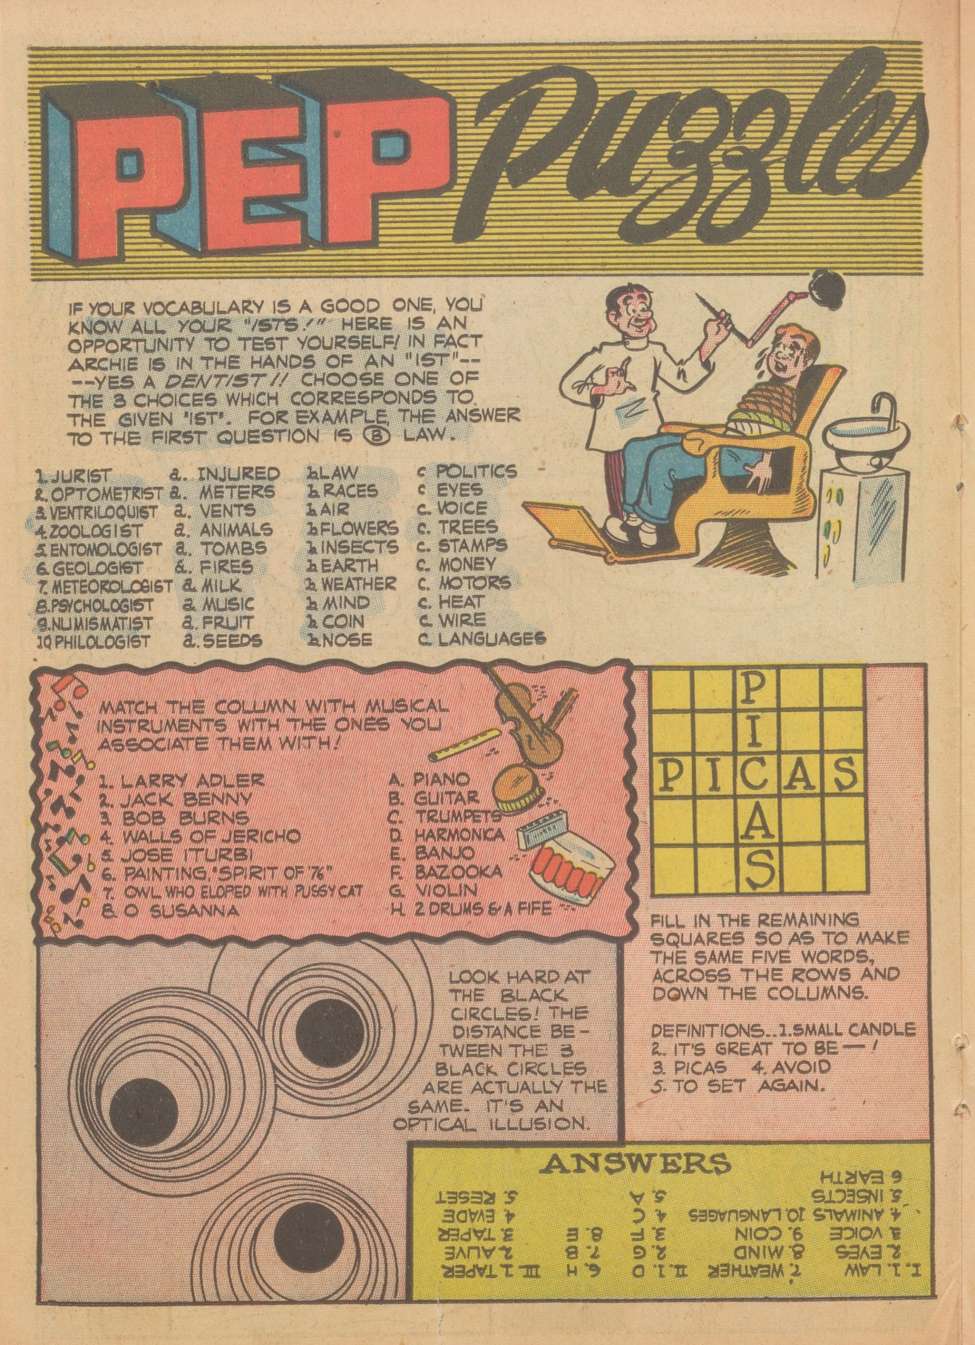 PEP Puzzles
IF YOUR VOCABULARY IS A GOOD ONE, YOU
KNOW ALL YOUR "ISTS!" HERE IS AN
OPPORTUNITY TO TEST YOURSELF! IN FACT
ARCHIE IS IN THE HANDS OF AN "IST"--
--YES A DENTIST!! CHOOSE ONE OF
THE 3 CHOICES WHICH CORRESPONDS TO
THE GIVEN "IST". FOR EXAMPLE, THE ANSWER
TO THE FIRST QUESTION IS B LAW.
1. JURIST a. INJURED b. LAW c POLITICS
2. OPTOMETRIST a. METERS b. RACES c EYES
3. VENTRILOQUIST a. VENTS b. AIR c. VOICE
4. ZOOLOGIST a. ANIMALS b. FLOWERS c. TREES
5. ENTOMOLOGIST a. TOMBS b. INSECTS c. STAMPS
6. GEOLOGIST a. FIRES b. EARTH c. MONEY
7. METEOROLOGIST a. MILK b. WEATHER c. MOTORS
8. PSYCHOLOGIST a. MUSIC b. MIND c. HEAT
9. NUMISMATIST a. FRUIT b. COIN c. WIRE
10. PHILOLOGIST a. SEEDS b. NOSE c. LANGUAGES
MATCH THE COLUMN WITH MUSICAL
INSTRUMENTS WITH THE ONES YOU
ASSOCIATE THEM WITH!
1. LARRY ADLER A. PIANO
2. JACK BENNY B. GUITAR
3. BOB BURNS C. TRUMPETS
4. WALLS OF JERICHO D. HARMONICA
5. JOSE ITURBI E. BANJO
6. PAINTING, "SPIRIT OF '76" F. BAZOOKA
7. OWL WHO ELOPED WITH PUSSY CAT G. VIOLIN
8. O SUSANNA H. 2 DRUMS & A FIFE
P
I
PICAS
A
S
FILL IN THE REMAINING
SQUARES SO AS TO MAKE
THE SAME FIVE WORDS,
ACROSS THE ROWS AND
DOWN THE COLUMNS.
DEFINITIONS.. 1. SMALL CANDLE
2. IT'S GREAT TO BE — !
3. PICAS 4. AVOID
5. TO SET AGAIN.
LOOK HARD AT
THE BLACK
CIRCLES! THE
DISTANCE BE-
TWEEN THE 3
BLACK CIRCLES
ARE ACTUALLY THE
SAME. IT'S AN
OPTICAL ILLUSION.
ANSWERS
I. 1. LAW 7. WEATHER II. 1. D 6. H III 1. TAPER
2. EYES 8. MIND 2. G 7. B 2. ALIVE
3. VOICE 9. COIN 3. F 8. E 3. TAPER
4. ANIMALS 10. LANGUAGES 4. C 4. EVADE
5. INSECTS 5. A 5. RESET
6 EARTH